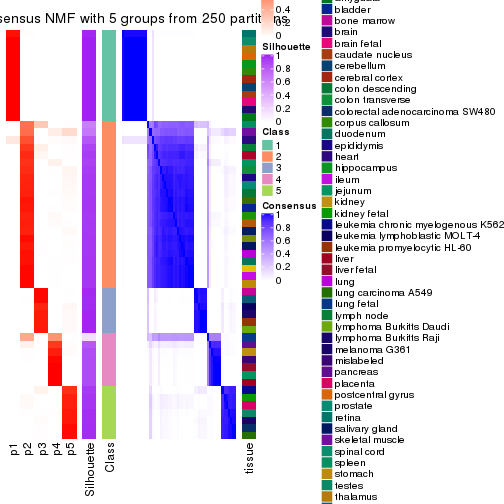 sensus NMF with 5 groups from 250 partitions
0.4
0.2
0
Silhouette
1
0.8
0.6
0.4
0.2
0
Class
1
2
3
4
5
Consensus
1
0.8
0.6
0.4
0.2
0
bladder
bone marrow
brain
brain fetal
caudate nucleus
cerebellum
cerebral cortex
colon descending
colon transverse
colorectal adenocarcinoma SW480
corpus callosum
duodenum
epididymis
heart
hippocampus
ileum
jejunum
kidney
kidney fetal
leukemia chronic myelogenous K562
leukemia lymphoblastic MOLT-4
leukemia promyelocytic HL-60
liver
liver fetal
lung
lung carcinoma A549
lung fetal
lymph node
lymphoma Burkitts Daudi
lymphoma Burkitts Raji
melanoma G361
mislabeled
pancreas
placenta
postcentral gyrus
prostate
retina
salivary gland
skeletal muscle
spinal cord
spleen
stomach
testes
thalamus
p1
p2
p3
p4
p5
Silhouette
Class
tissue